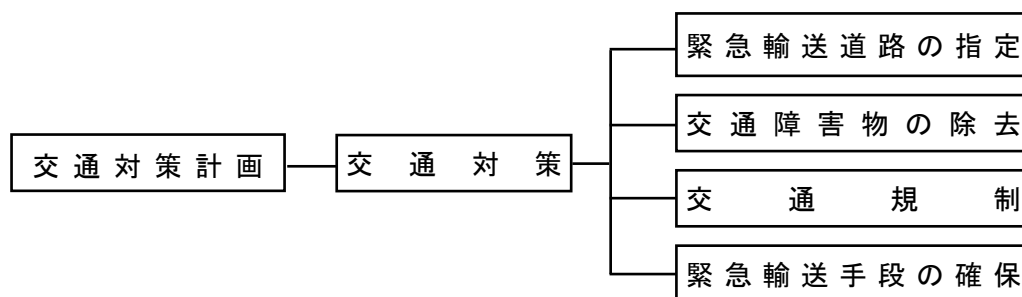 交通対策計画
交通対策
緊急輸送道路の指定
交通障害物の除去
交通規制
緊急輸送手段の確保